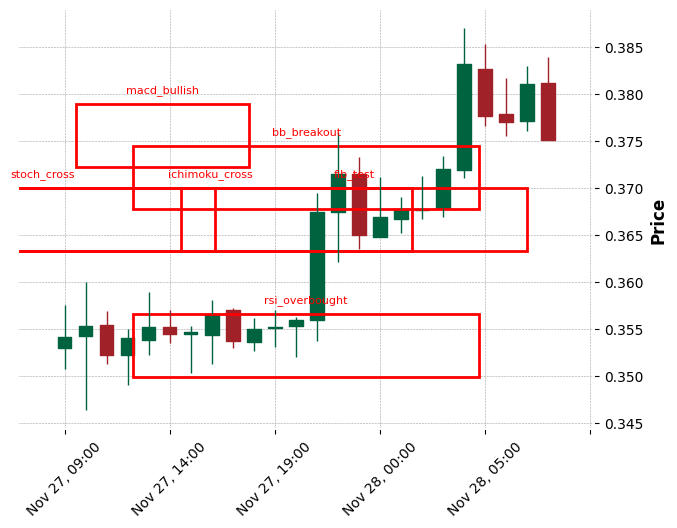 macd_bullish
bb_breakout
stoch_cross
ichimoku_cross
fib_test
rsi_overbought
0.385
0.380
0.375
0.370
0.365
0.360
0.355
0.350
0.345
Price
Nov 27, 09:00
Nov 27, 14:00
Nov 27, 19:00
Nov 28, 00:00
Nov 28, 05:00